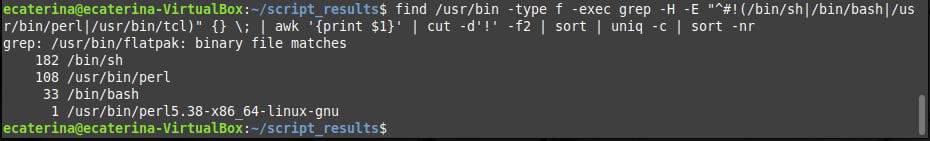 ecaterina@ecaterina-VirtualBox:~/script_results$ find /usr/bin -type f -exec grep -H -E "^#!(/bin/sh|/bin/bash|/us
r/bin/perl|/usr/bin/tcl)" {} \; | awk '{print $1}' | cut -d'!' -f2 | sort | uniq -c | sort -nr
grep: /usr/bin/flatpak: binary file matches
    182 /bin/sh
    108 /usr/bin/perl
     33 /bin/bash
      1 /usr/bin/perl5.38-x86_64-linux-gnu
ecaterina@ecaterina-VirtualBox:~/script_results$